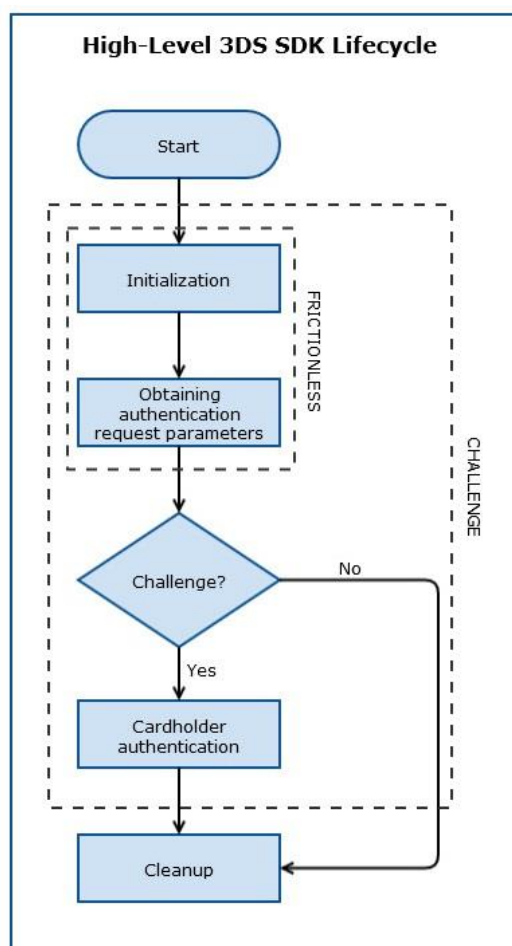 High-Level 3DS SDK Lifecycle
Start
Initialization
FRICTIONLESS
Obtaining
authentication
request parameters
CHALLENGE
Challenge?
No
Yes
Cardholder
authentication
Cleanup